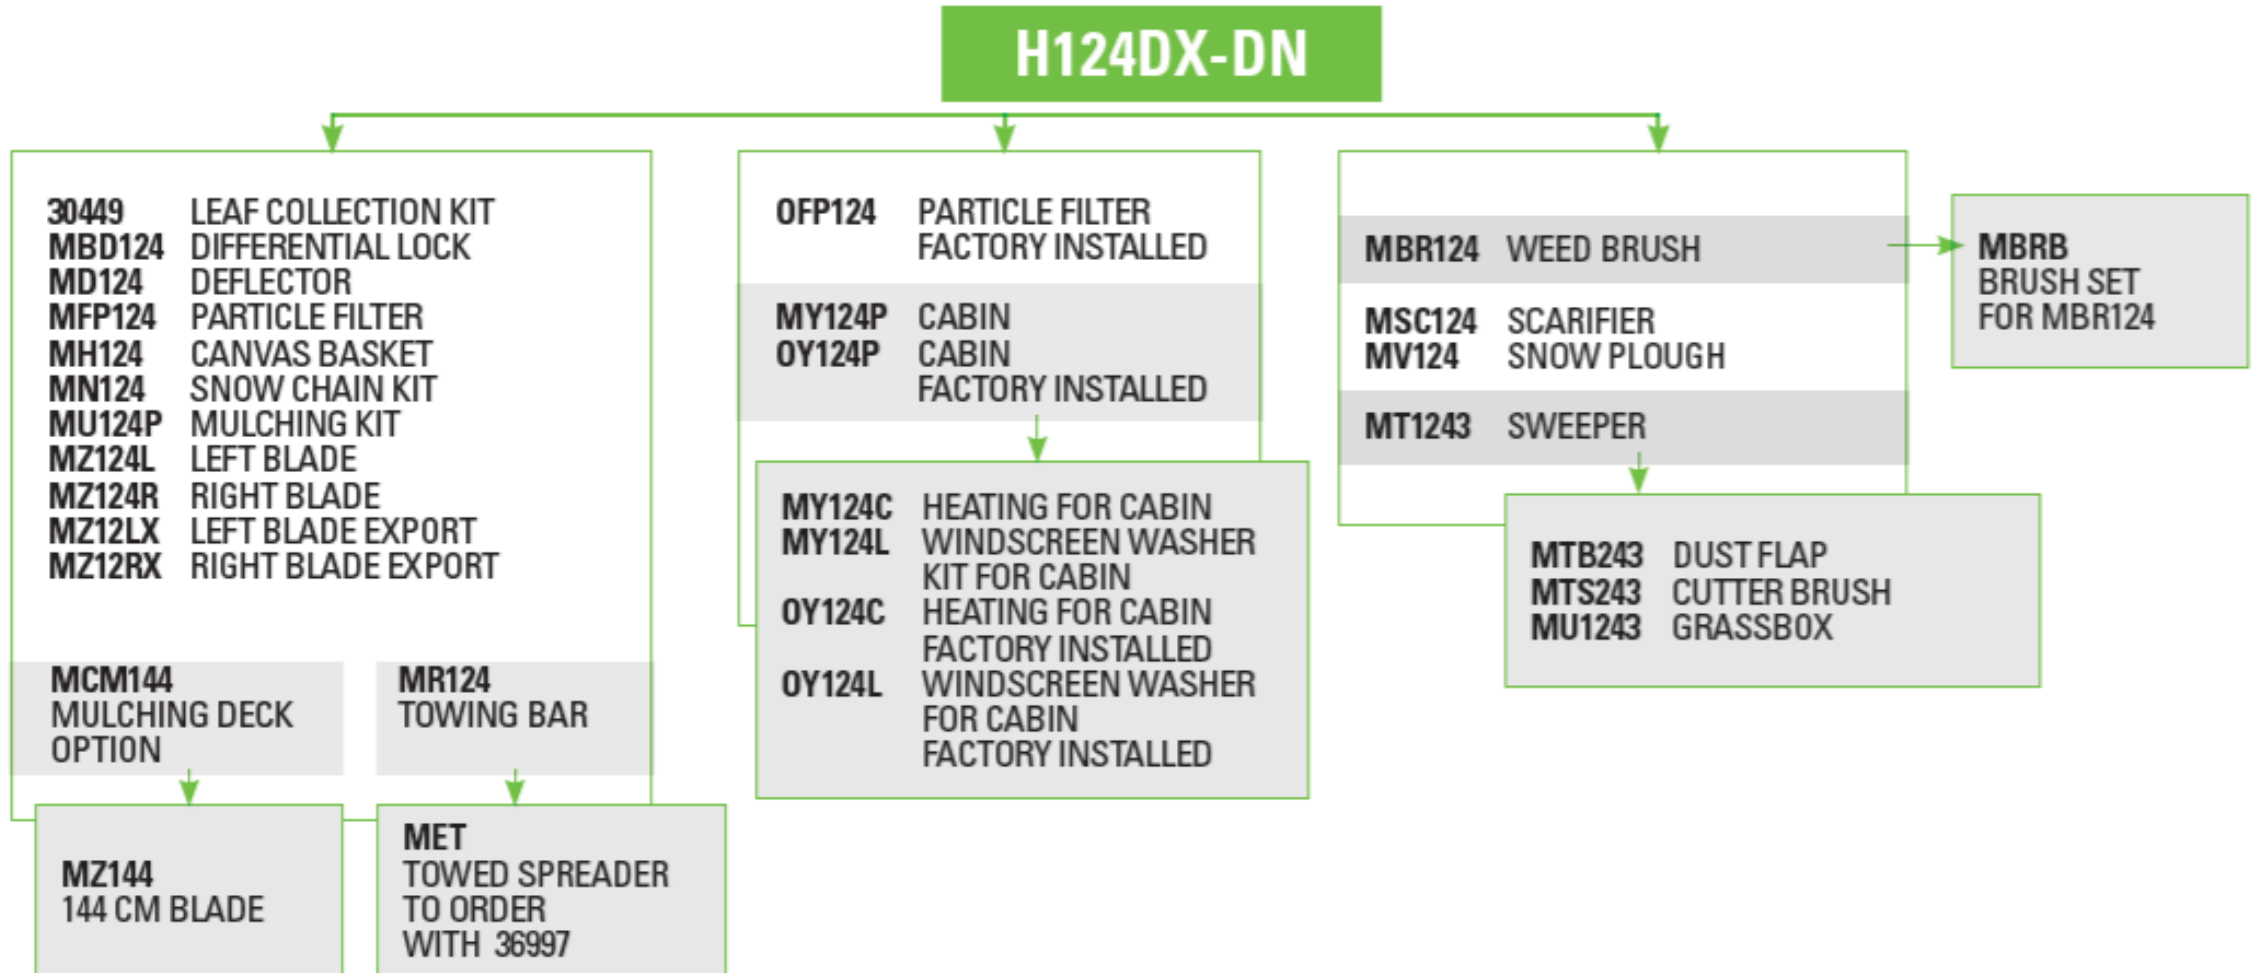 H124DX-DN
30449 LEAF COLLECTION KIT
MBD124 DIFFERENTIAL LOCK
MD124 DEFLECTOR
MFP124 PARTICLE FILTER
MH124 CANVAS BASKET
MN124 SNOW CHAIN KIT
MU124P MULCHING KIT
MZ124L LEFT BLADE
MZ124R RIGHT BLADE
MZ12LX LEFT BLADE EXPORT
MZ12RX RIGHT BLADE EXPORT
MCM144
MULCHING DECK
OPTION
MR124
TOWING BAR
MZ144
144 CM BLADE
MET
TOWED SPREADER
TO ORDER
WITH 36997
OFP124 PARTICLE FILTER
FACTORY INSTALLED
MY124P CABIN
OY124P CABIN
FACTORY INSTALLED
MY124C HEATING FOR CABIN
MY124L WINDSCREEN WASHER
KIT FOR CABIN
OY124C HEATING FOR CABIN
FACTORY INSTALLED
OY124L WINDSCREEN WASHER
FOR CABIN
FACTORY INSTALLED
MBR124 WEED BRUSH
MSC124 SCARIFIER
MV124 SNOW PLOUGH
MT1243 SWEEPER
MBRB
BRUSH SET
FOR MBR124
MTB243 DUST FLAP
MTS243 CUTTER BRUSH
MU1243 GRASSBOX